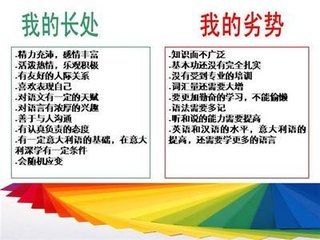 我的长处
我的劣势
.精力充沛，感情丰富
.活泼热情，乐观积极
.有友好的人际关系
.喜欢表现自己
.对语文有一定的天赋
.对语言有浓厚的兴趣
.善于与人沟通
.有认真负责的态度
.有一定意大利语的基础，在意大
利深学有一定条件
.会随机应变
.知识面不广泛
.基本功还没有完全扎实
.没有受到专业的培训
.词汇量还需要大增
.要更加勤奋的学习，不能偷懒
.语法需要多记
.听和说的能力需要提高
.英语和汉语的水平，意大利语的
提高，还需要学更多的语言